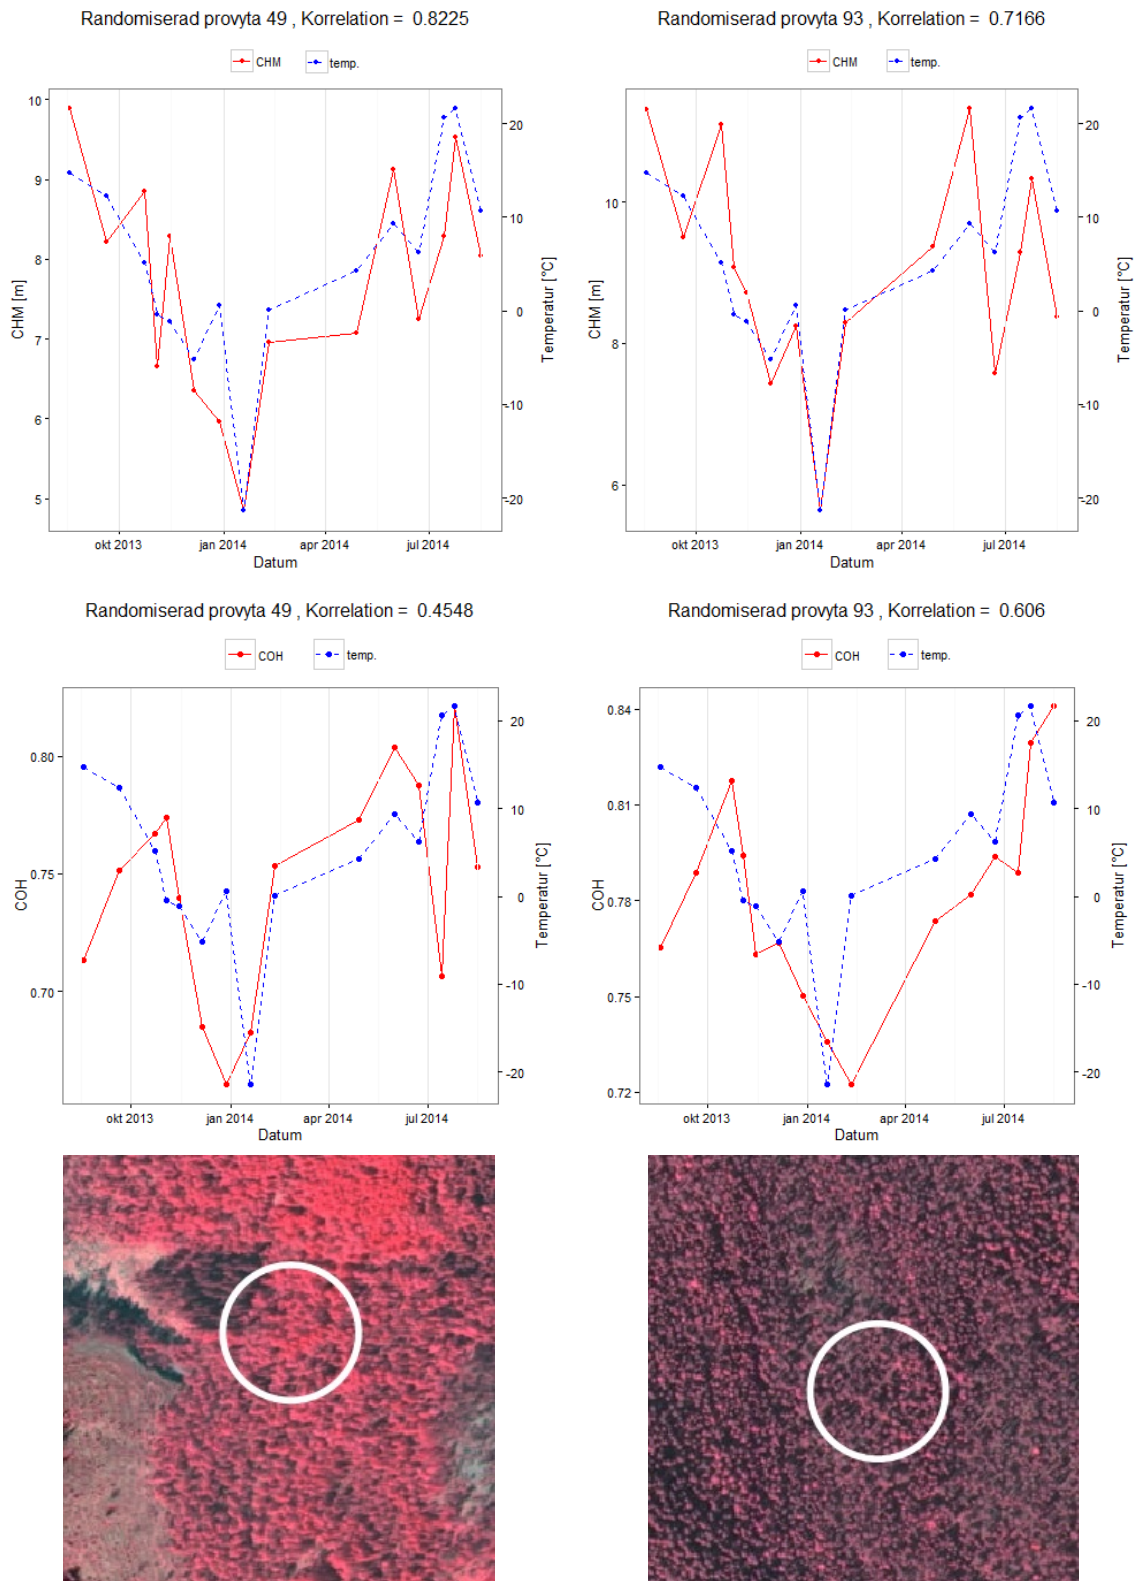 Randomiserad provyta 49 , Korrelation = 0.8225
CHM temp.
10
9
8
7
6
5
CHM [m]
20
10
0
-10
-20
Temperatur [°C]
okt 2013 jan 2014 apr 2014 jul 2014
Datum
Randomiserad provyta 93 , Korrelation = 0.7166
CHM temp.
10
8
6
CHM [m]
20
10
0
-10
-20
Temperatur [°C]
okt 2013 jan 2014 apr 2014 jul 2014
Datum
Randomiserad provyta 49 , Korrelation = 0.4548
COH temp.
0.80
0.75
0.70
COH
20
10
0
-10
-20
Temperatur [°C]
okt 2013 jan 2014 apr 2014 jul 2014
Datum
Randomiserad provyta 93 , Korrelation = 0.606
COH temp.
0.84
0.81
0.78
0.75
0.72
COH
20
10
0
-10
-20
Temperatur [°C]
okt 2013 jan 2014 apr 2014 jul 2014
Datum